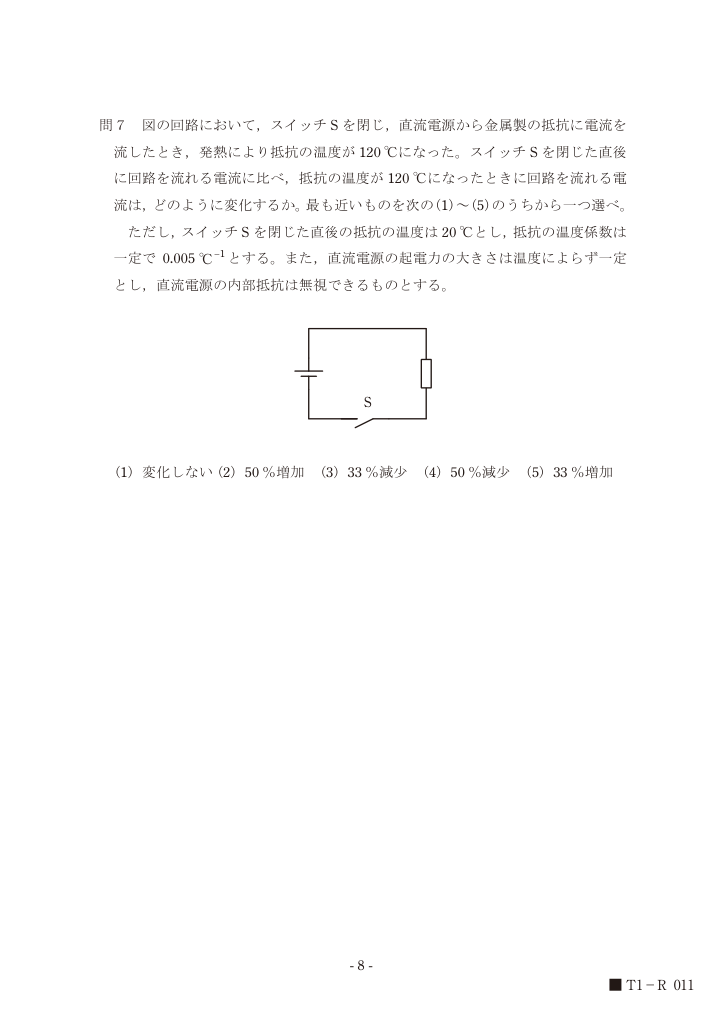 問７　図の回路において，スイッチ S を閉じ，直流電源から金属製の抵抗に電流を
流したとき，発熱により抵抗の温度が 120 ℃になった。スイッチ S を閉じた直後
に回路を流れる電流に比べ，抵抗の温度が 120 ℃になったときに回路を流れる電
流は，どのように変化するか。最も近いものを次の(1)～(5)のうちから一つ選べ。
ただし，スイッチ S を閉じた直後の抵抗の温度は 20 ℃とし，抵抗の温度係数は
一定で 0.005 ℃⁻¹ とする。また，直流電源の起電力の大きさは温度によらず一定
とし，直流電源の内部抵抗は無視できるものとする。
S
(1) 変化しない (2) 50 %増加 (3) 33 %減少 (4) 50 %減少 (5) 33 %増加
- 8 -
■ T1－R 011